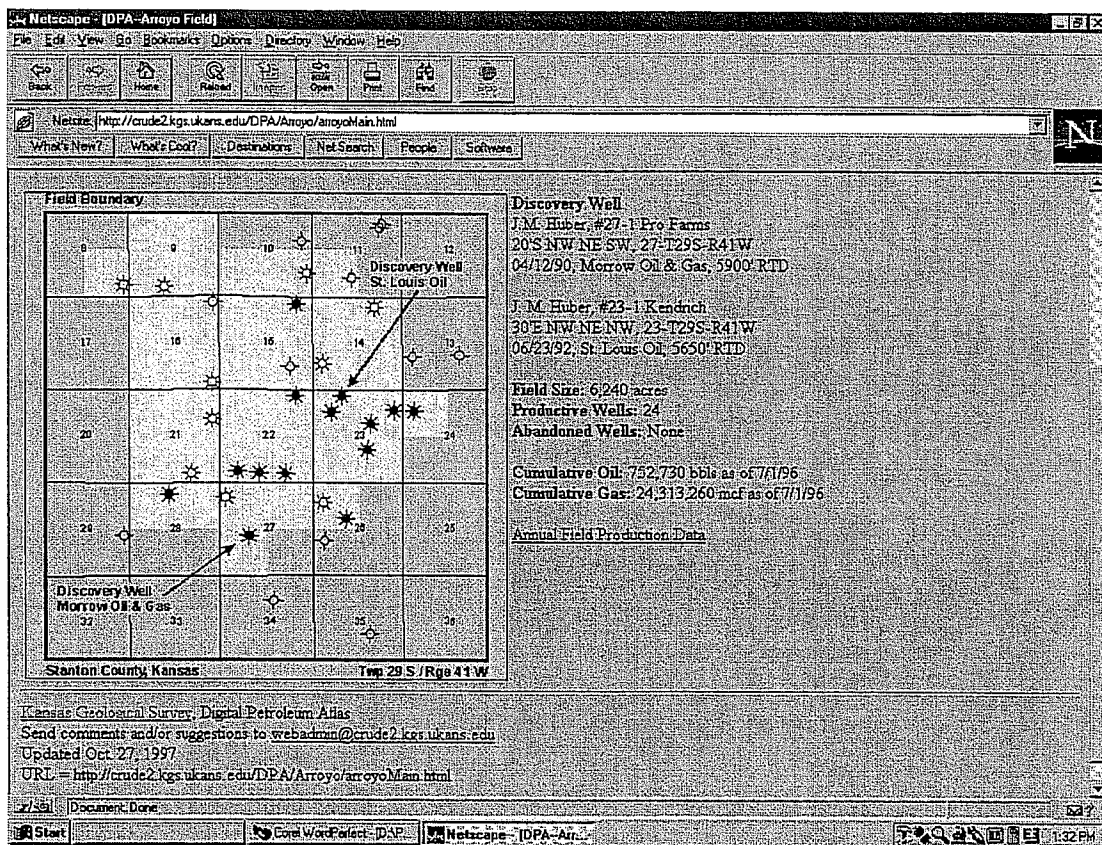 Netscape - [DPA--Arroyo Field]
File Edit View Go Bookmarks Options Directory Window Help
Back Home Reload Open Print Find
http://crude2.kgs.ukans.edu/DPA/Arroyo/arroyoMain.html
What's New? What's Cool? Destinations Net Search People Software
N
Field Boundary
8 9 10 11 12
Discovery Well
St. Louis Oil
17 16 15 14 13
20 21 22 23 24
29 28 27 26 25
Discovery Well
Morrow Oil & Gas
32 33 34 35 36
Stanton County, Kansas Twp 29 S / Rge 41 W
Discovery Well
J.M. Huber, #27-1 Pro Farms
20'S NW NE SW, 27-T29S-R41W
04/12/90, Morrow Oil & Gas, 5900' RTD
J. M. Huber, #23-1 Kendrich
30'E NW NE NW, 23-T29S-R41W
06/23/92, St. Louis Oil, 5650' RTD
Field Size: 6,240 acres
Productive Wells: 24
Abandoned Wells: None
Cumulative Oil: 752,730 bbls as of 7/1/96
Cumulative Gas: 24,313,260 mcf as of 7/1/96
Annual Field Production Data
Kansas Geological Survey, Digital Petroleum Atlas
Send comments and/or suggestions to webadmin@crude2.kgs.ukans.edu
Updated Oct. 27, 1997
URL = http://crude2.kgs.ukans.edu/DPA/Arroyo/arroyoMain.html
Document: Done
Start Corel WordPerfect - [D:\P... Netscape - [DPA--Arr... 1:32 PM